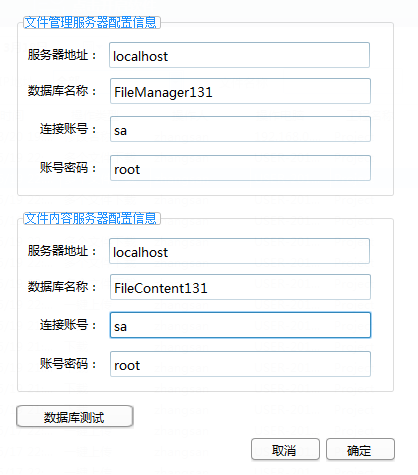 文件管理服务器配置信息
服务器地址： localhost
数据库名称： FileManager131
连接账号： sa
账号密码： root
文件内容服务器配置信息
服务器地址： localhost
数据库名称： FileContent131
连接账号： sa
账号密码： root
数据库测试
取消 确定